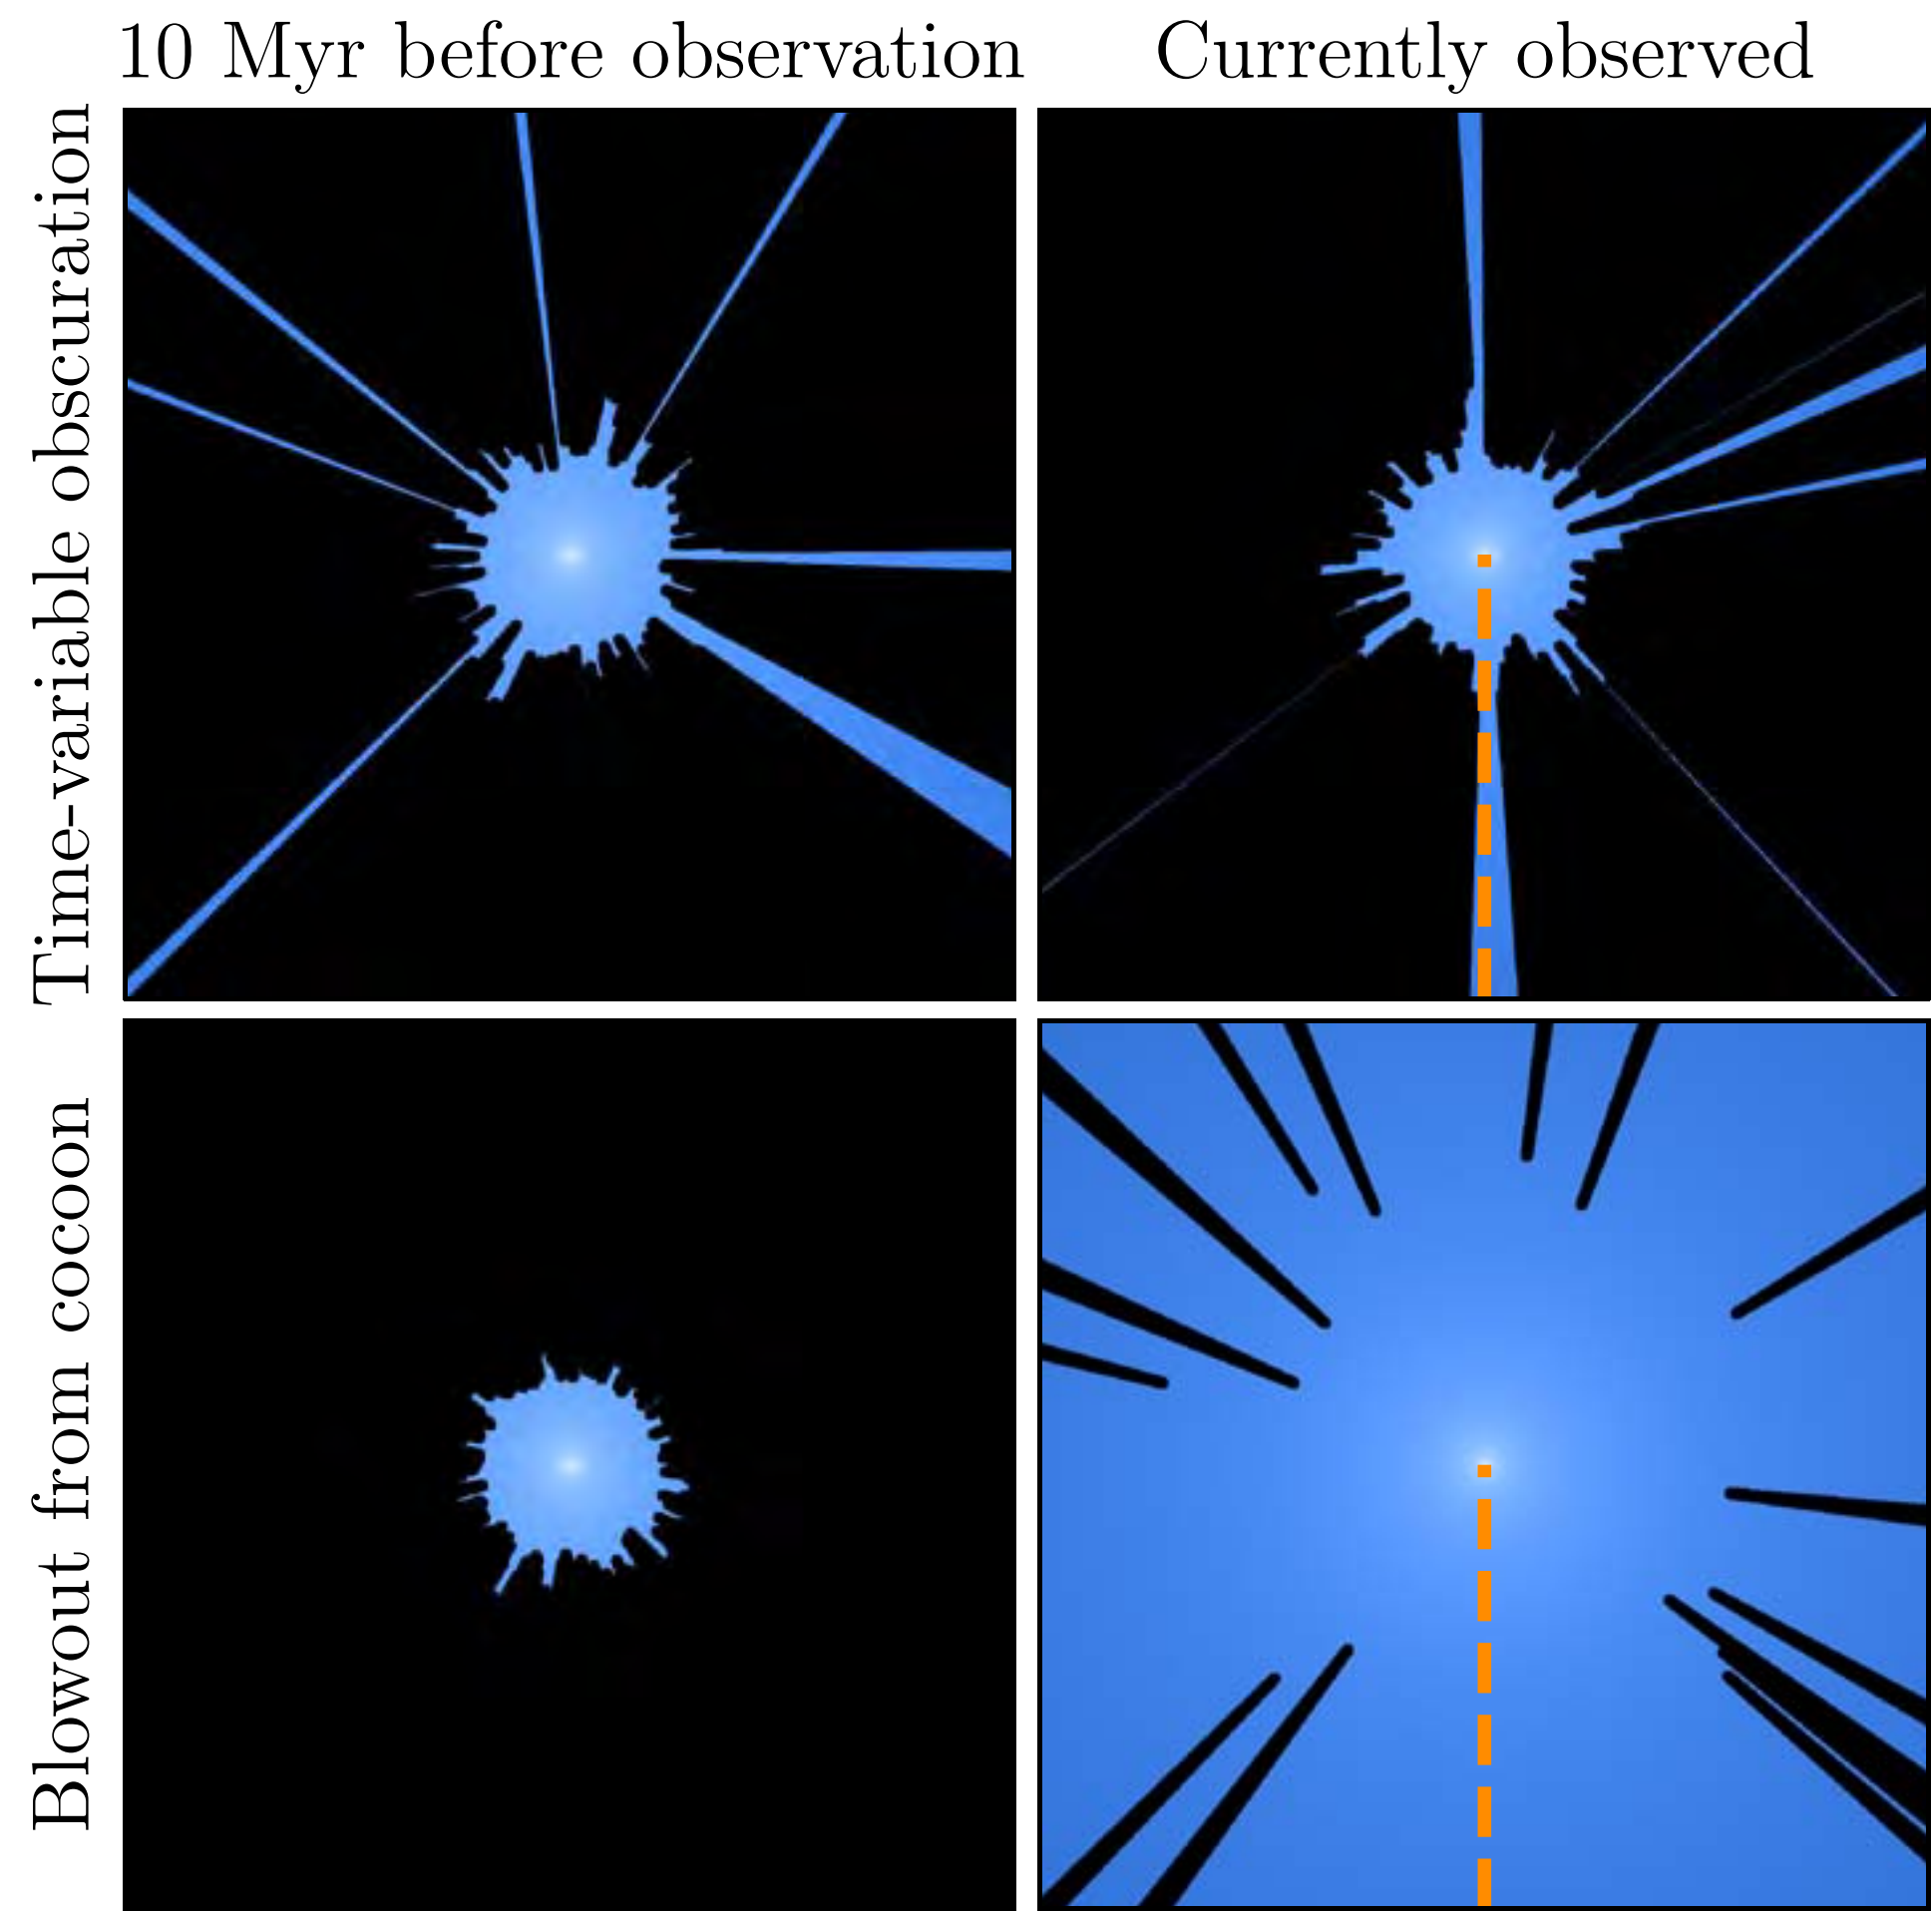 10 Myr before observation
Currently observed
Time-variable obscuration
Blowout from cocoon